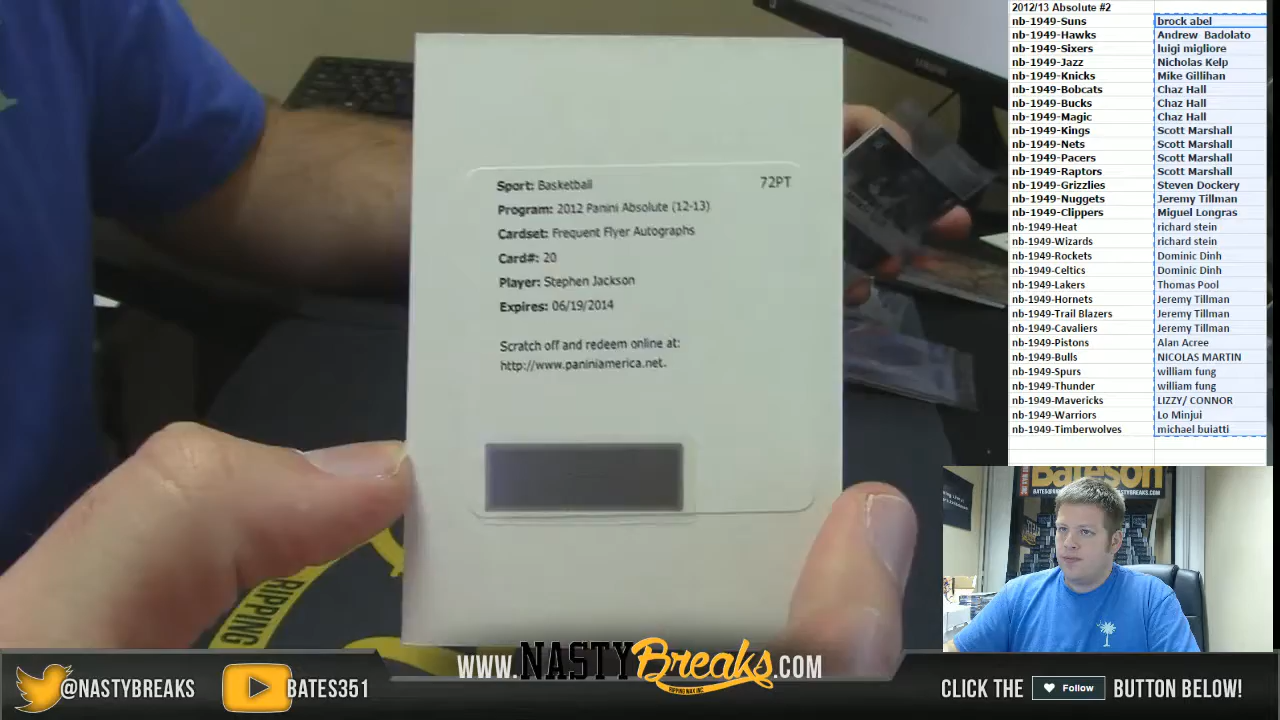 Sport: Basketball
72PT
Program: 2012 Panini Absolute (12-13)
Cardset: Frequent Flyer Autographs
Card#: 20
Player: Stephen Jackson
Expires: 06/19/2014
Scratch off and redeem online at:
http://www.paniniamerica.net.
RIPPING
2012/13 Absolute #2
nb-1949-Suns brock abel
nb-1949-Hawks Andrew Badolato
nb-1949-Sixers luigi migliore
nb-1949-Jazz Nicholas Kelp
nb-1949-Knicks Mike Gillihan
nb-1949-Bobcats Chaz Hall
nb-1949-Bucks Chaz Hall
nb-1949-Magic Chaz Hall
nb-1949-Kings Scott Marshall
nb-1949-Nets Scott Marshall
nb-1949-Pacers Scott Marshall
nb-1949-Raptors Scott Marshall
nb-1949-Grizzlies Steven Dockery
nb-1949-Nuggets Jeremy Tillman
nb-1949-Clippers Miguel Longras
nb-1949-Heat richard stein
nb-1949-Wizards richard stein
nb-1949-Rockets Dominic Dinh
nb-1949-Celtics Dominic Dinh
nb-1949-Lakers Thomas Pool
nb-1949-Hornets Jeremy Tillman
nb-1949-Trail Blazers Jeremy Tillman
nb-1949-Cavaliers Jeremy Tillman
nb-1949-Pistons Alan Acree
nb-1949-Bulls NICOLAS MARTIN
nb-1949-Spurs william fung
nb-1949-Thunder william fung
nb-1949-Mavericks LIZZY/ CONNOR
nb-1949-Warriors Lo Minjui
nb-1949-Timberwolves michael buiatti
Bateson
@NASTYBREAKS
BATES351
WWW.NASTYBreaks.COM
RIPPING WAX INC
CLICK THE Follow BUTTON BELOW!